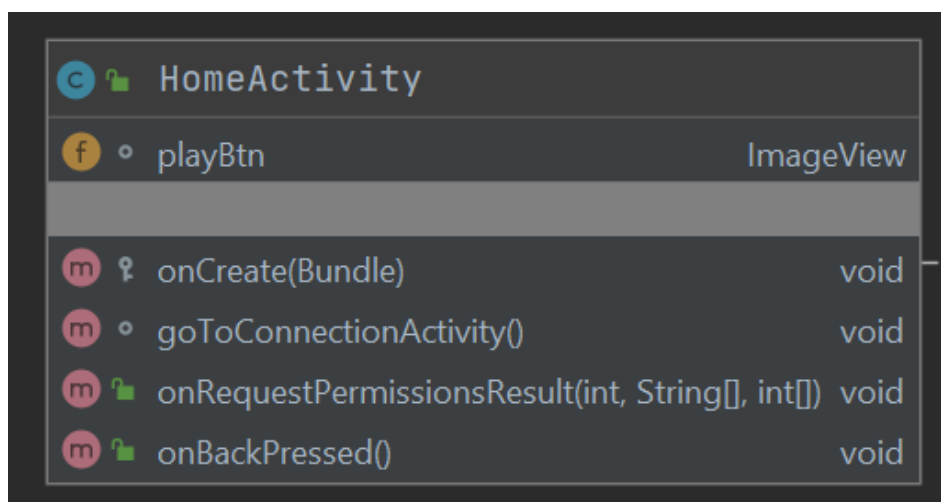 C HomeActivity
f playBtn ImageView
m onCreate(Bundle) void
m goToConnectionActivity() void
m onRequestPermissionsResult(int, String[], int[]) void
m onBackPressed() void